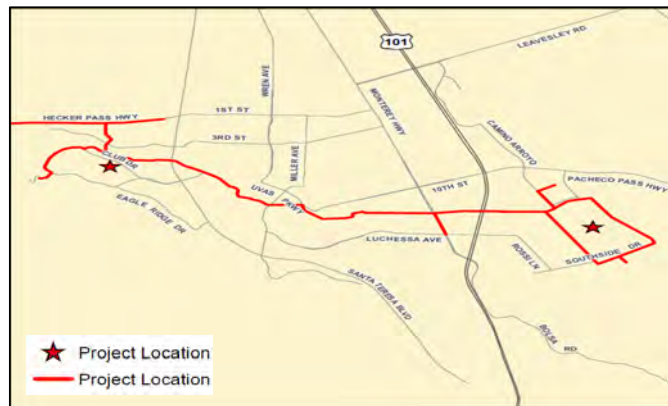 101
LEAVESLEY RD
WREN AVE
MONTEREY HWY
HECKER PASS HWY
1ST ST
3RD ST
CAMINO ARROYO
CLUB DR
MILLER AVE
10TH ST
PACHECO PASS HWY
UVAS PKWY
EAGLE RIDGE DR
LUCHESSA AVE
ROSSI LN
SOUTHSIDE DR
SANTA TERESA BLVD
BOLSA RD
Project Location
Project Location